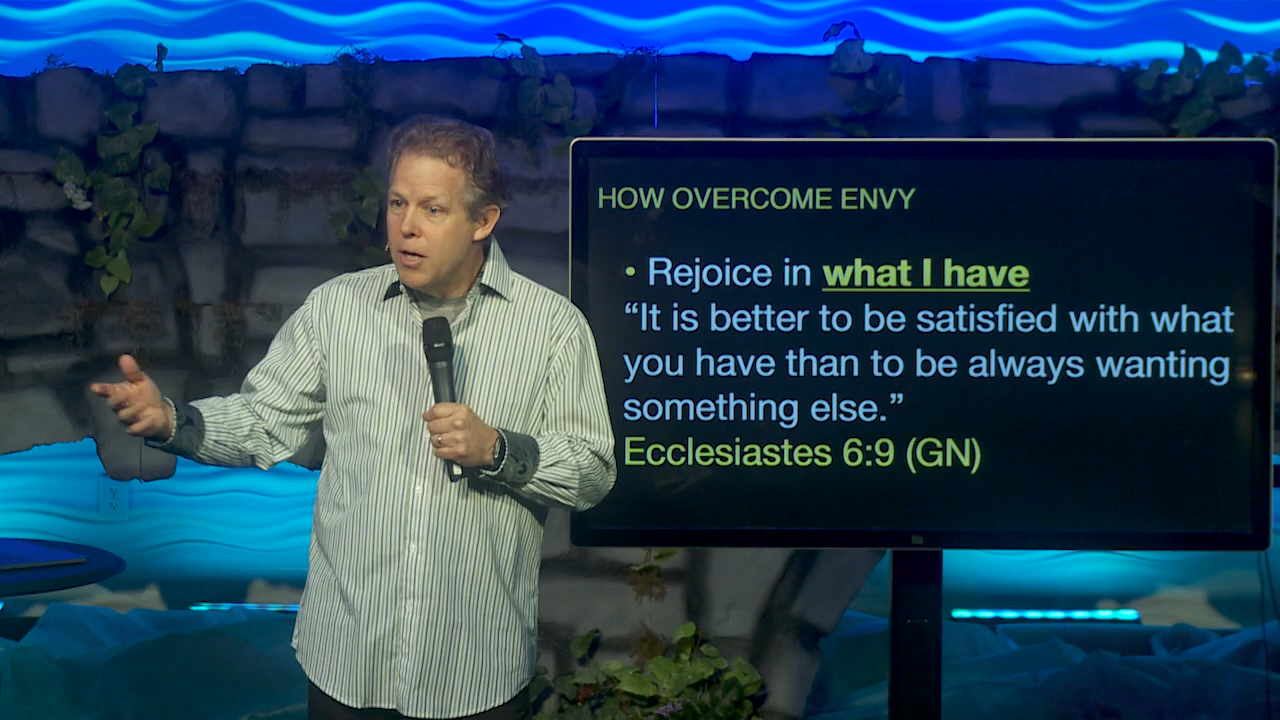 HOW OVERCOME ENVY
• Rejoice in what I have
“It is better to be satisfied with what
you have than to be always wanting
something else.”
Ecclesiastes 6:9 (GN)